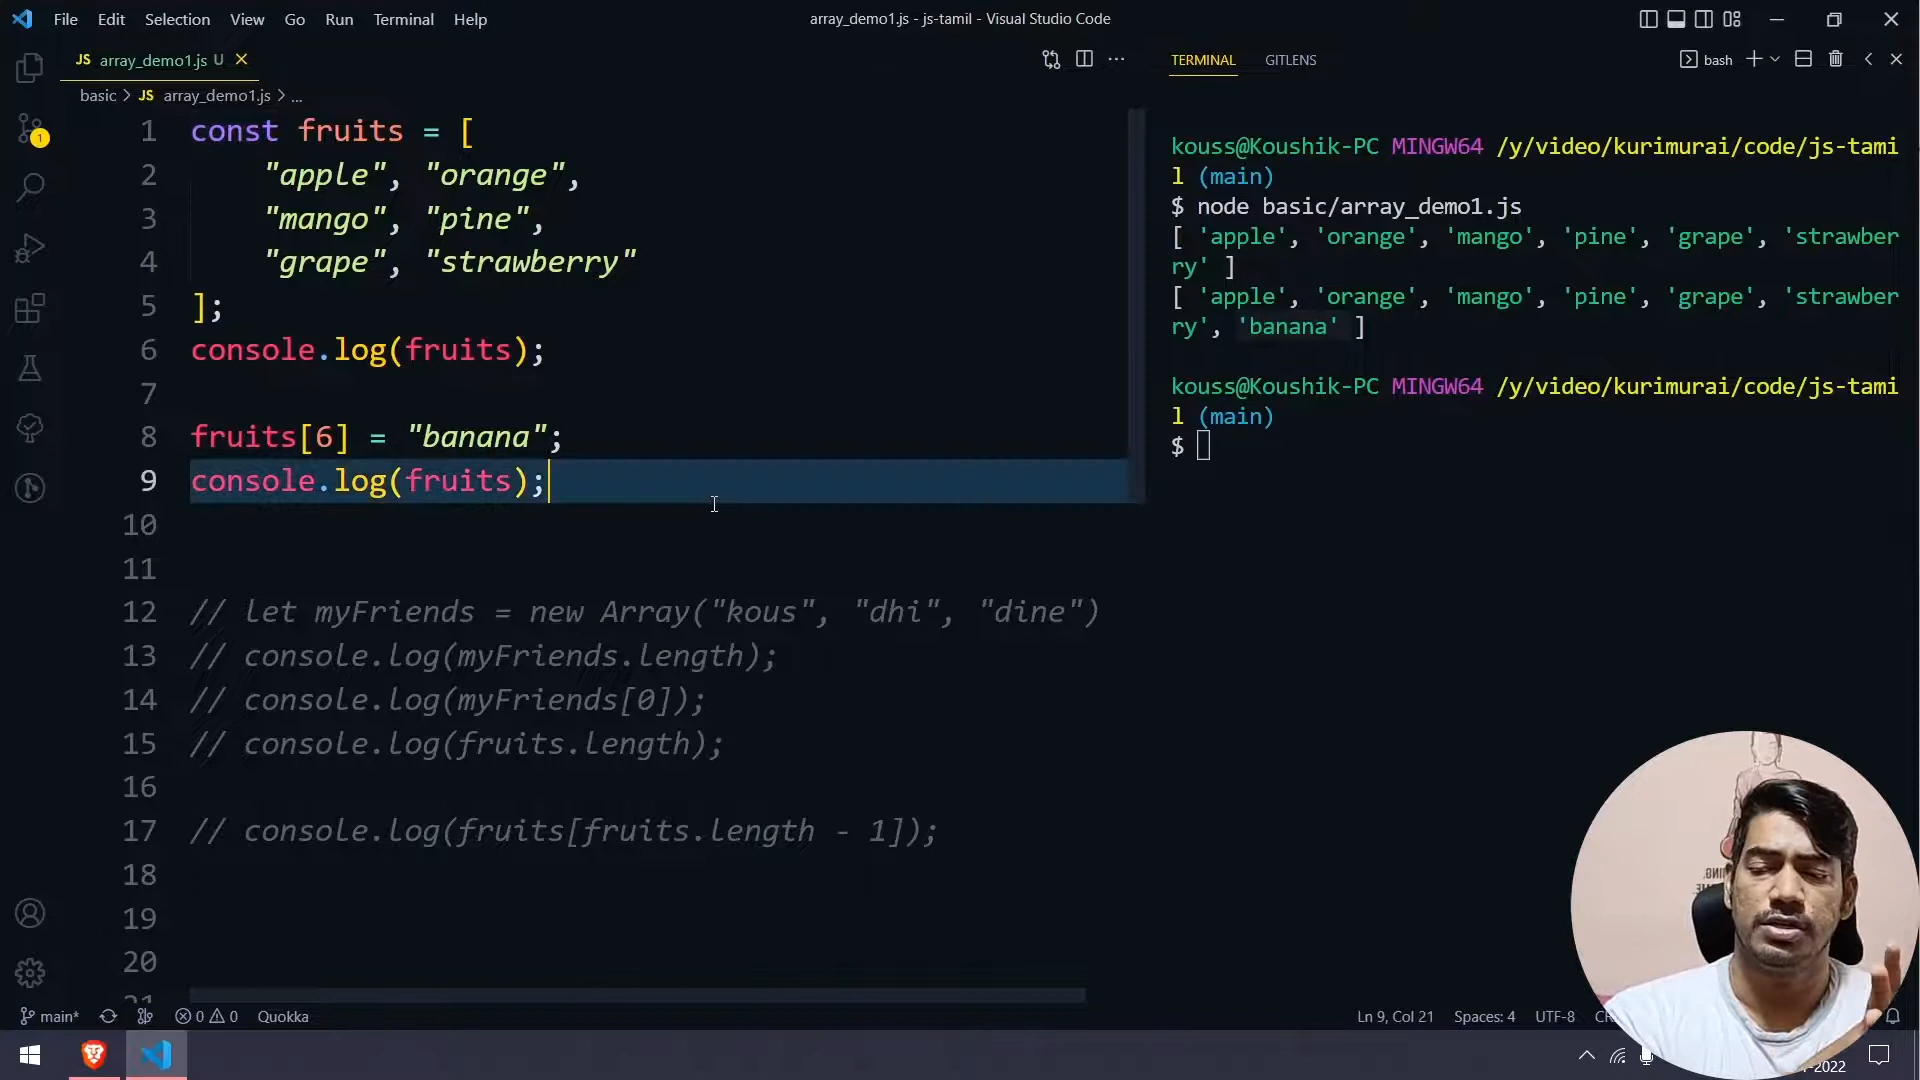 File Edit Selection View Go Run Terminal Help
array_demo1.js - js-tamil - Visual Studio Code
JS array_demo1.js U
basic > JS array_demo1.js > ...
1 const fruits = [
2 "apple", "orange",
3 "mango", "pine",
4 "grape", "strawberry"
5 ];
6 console.log(fruits);
7
8 fruits[6] = "banana";
9 console.log(fruits);
10
11
12 // let myFriends = new Array("kous", "dhi", "dine")
13 // console.log(myFriends.length);
14 // console.log(myFriends[0]);
15 // console.log(fruits.length);
16
17 // console.log(fruits[fruits.length - 1]);
18
19
20
21
TERMINAL GITLENS
bash
kouss@Koushik-PC MINGW64 /y/video/kurimurai/code/js-tami
l (main)
$ node basic/array_demo1.js
[ 'apple', 'orange', 'mango', 'pine', 'grape', 'strawber
ry' ]
[ 'apple', 'orange', 'mango', 'pine', 'grape', 'strawber
ry', 'banana' ]
kouss@Koushik-PC MINGW64 /y/video/kurimurai/code/js-tami
l (main)
$
1
main* 0 0 Quokka
Ln 9, Col 21 Spaces: 4 UTF-8
-2022